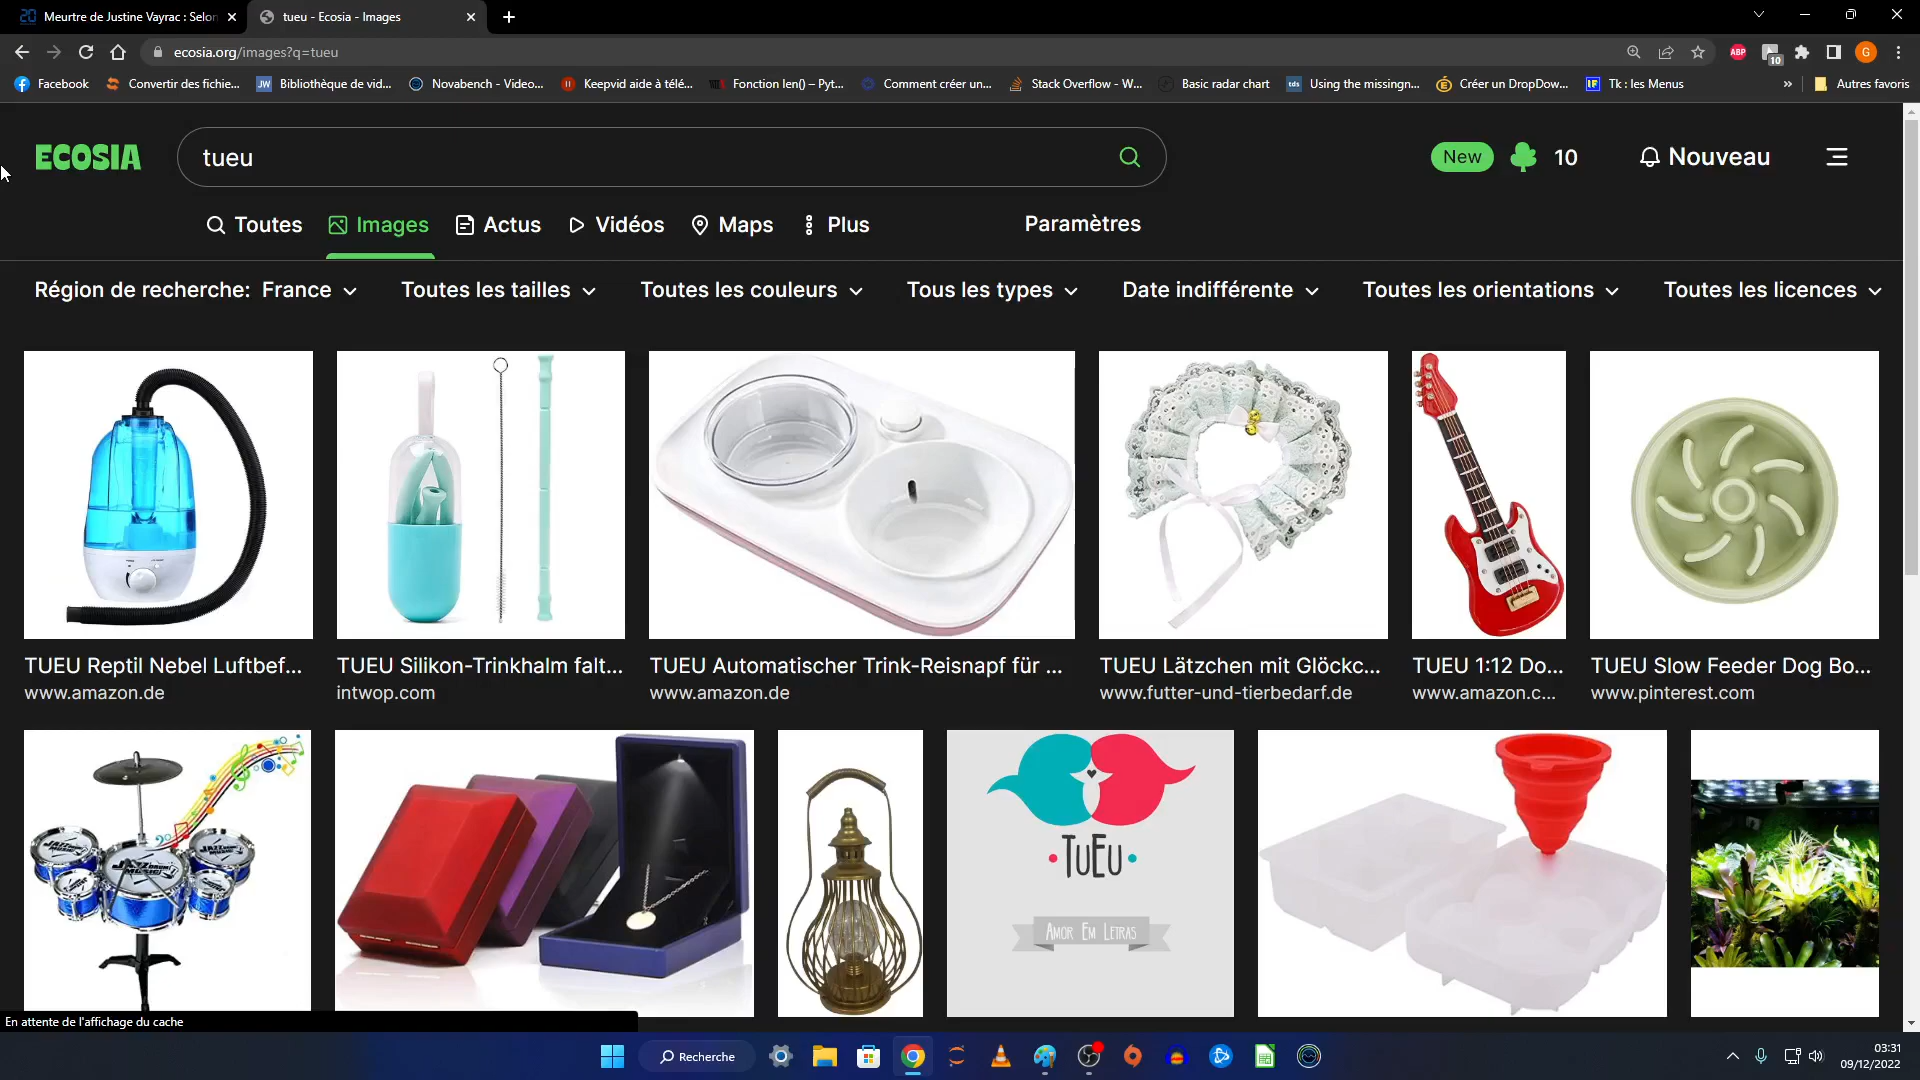 Meurtre de Justine Vayrac : Selon
tueu - Ecosia - Images
ecosia.org/images?q=tueu
ABP
10
G
Facebook
Convertir des fichie...
JW
Bibliothèque de vid...
Novabench - Video...
Keepvid aide à télé...
Fonction len() – Pyt...
Comment créer un...
Stack Overflow - W...
Basic radar chart
tds
Using the missingn...
Créer un DropDow...
Tk : les Menus
»
Autres favoris
ECOSIA
tueu
New
10
Nouveau
Toutes
Images
Actus
Vidéos
Maps
Plus
Paramètres
Région de recherche: France
Toutes les tailles
Toutes les couleurs
Tous les types
Date indifférente
Toutes les orientations
Toutes les licences
TUEU Reptil Nebel Luftbef...
www.amazon.de
TUEU Silikon-Trinkhalm falt...
intwop.com
TUEU Automatischer Trink-Reisnapf für ...
www.amazon.de
TUEU Lätzchen mit Glöckc...
www.futter-und-tierbedarf.de
TUEU 1:12 Do...
www.amazon.c...
TUEU Slow Feeder Dog Bo...
www.pinterest.com
JAZZ DRUM
MUSIC
TUEU
AMOR EM LETRAS
En attente de l'affichage du cache
Recherche
03:31
09/12/2022